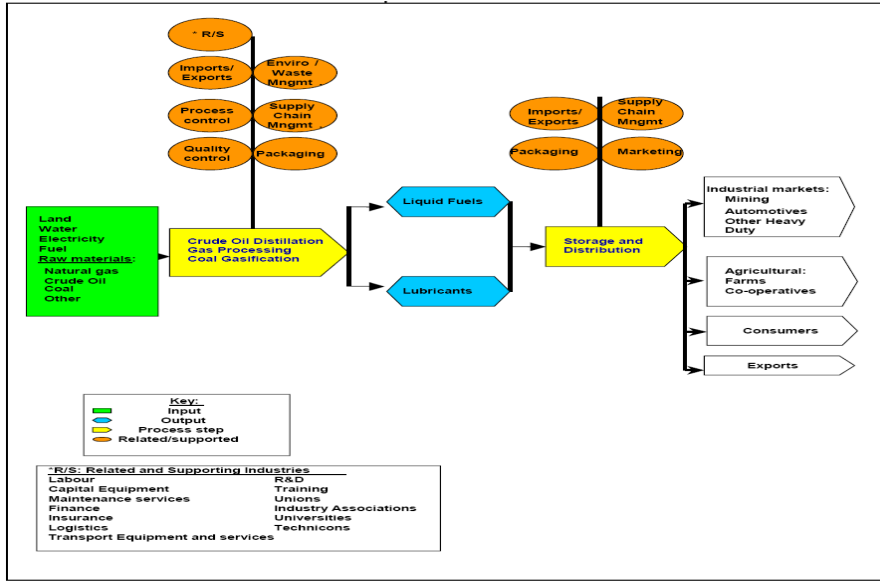 * R/S
Imports/
Exports
Enviro /
Waste
Mngmt .
Process
control
Supply
Chain
Mngmt .
Quality
control
Packaging
Imports/
Exports
Supply
Chain
Mngmt
Packaging
Marketing
Land
Water
Electricity
Fuel
Raw materials:
Natural gas
Crude Oil
Coal
Other
Crude Oil Distillation
Gas Processing
Coal Gasification
Liquid Fuels
Lubricants
Storage and
Distribution
Industrial markets:
Mining
Automotives
Other Heavy
Duty
Agricultural:
Farms
Co-operatives
Consumers
Exports
Key:
Input
Output
Process step
Related/supported
*R/S: Related and Supporting Industries
Labour R&D
Capital Equipment Training
Maintenance services Unions
Finance Industry Associations
Insurance Universities
Logistics Technicons
Transport Equipment and services